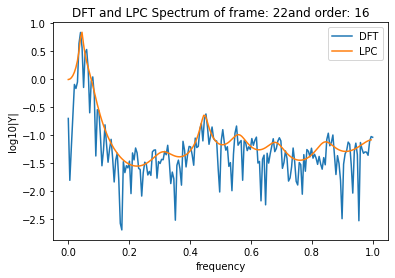 DFT and LPC Spectrum of frame: 22and order: 16
DFT
LPC
log10|Y|
1.0
0.5
0.0
-0.5
-1.0
-1.5
-2.0
-2.5
0.0 0.2 0.4 0.6 0.8 1.0
frequency